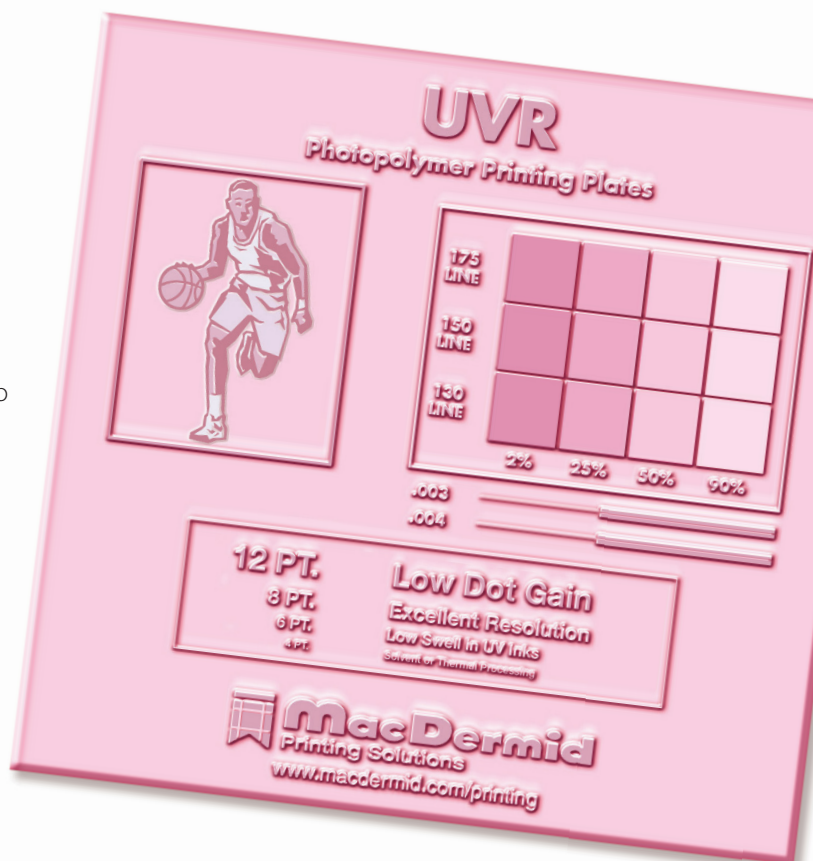 UVR
Photopolymer Printing Plates
175
LINE
150
LINE
130
LINE
2% 25% 50% 90%
.003
.004
12 PT.
8 PT.
6 PT.
4 PT.
Low Dot Gain
Excellent Resolution
Low Swell in UV Inks
Solvent or Thermal Processing
MacDermid
Printing Solutions
www.macdermid.com/printing